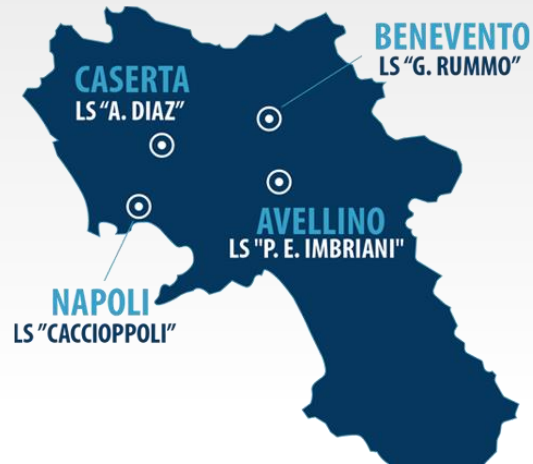 BENEVENTO
LS “G. RUMMO”
CASERTA
LS “A. DIAZ”
AVELLINO
LS "P. E. IMBRIANI"
NAPOLI
LS “CACCIOPPOLI”